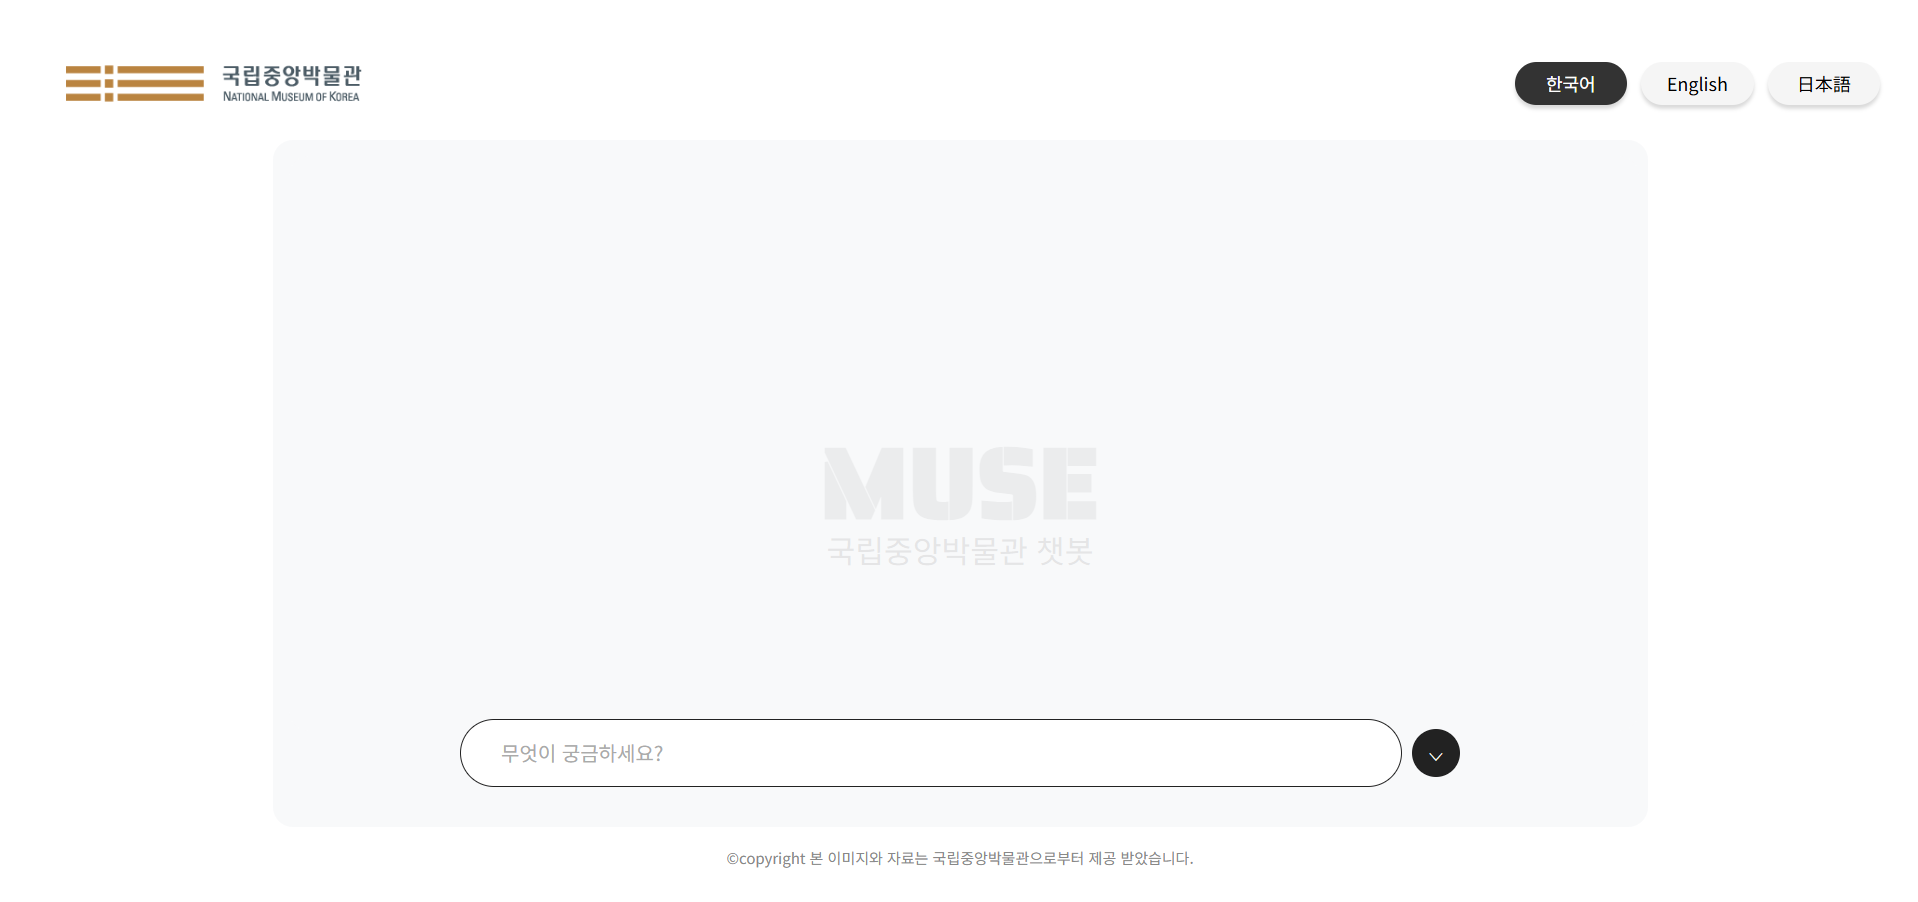 국립중앙박물관
NATIONAL MUSEUM OF KOREA
한국어
English
日本語
MUSE
국립중앙박물관 챗봇
무엇이 궁금하세요?
©copyright 본 이미지와 자료는 국립중앙박물관으로부터 제공 받았습니다.